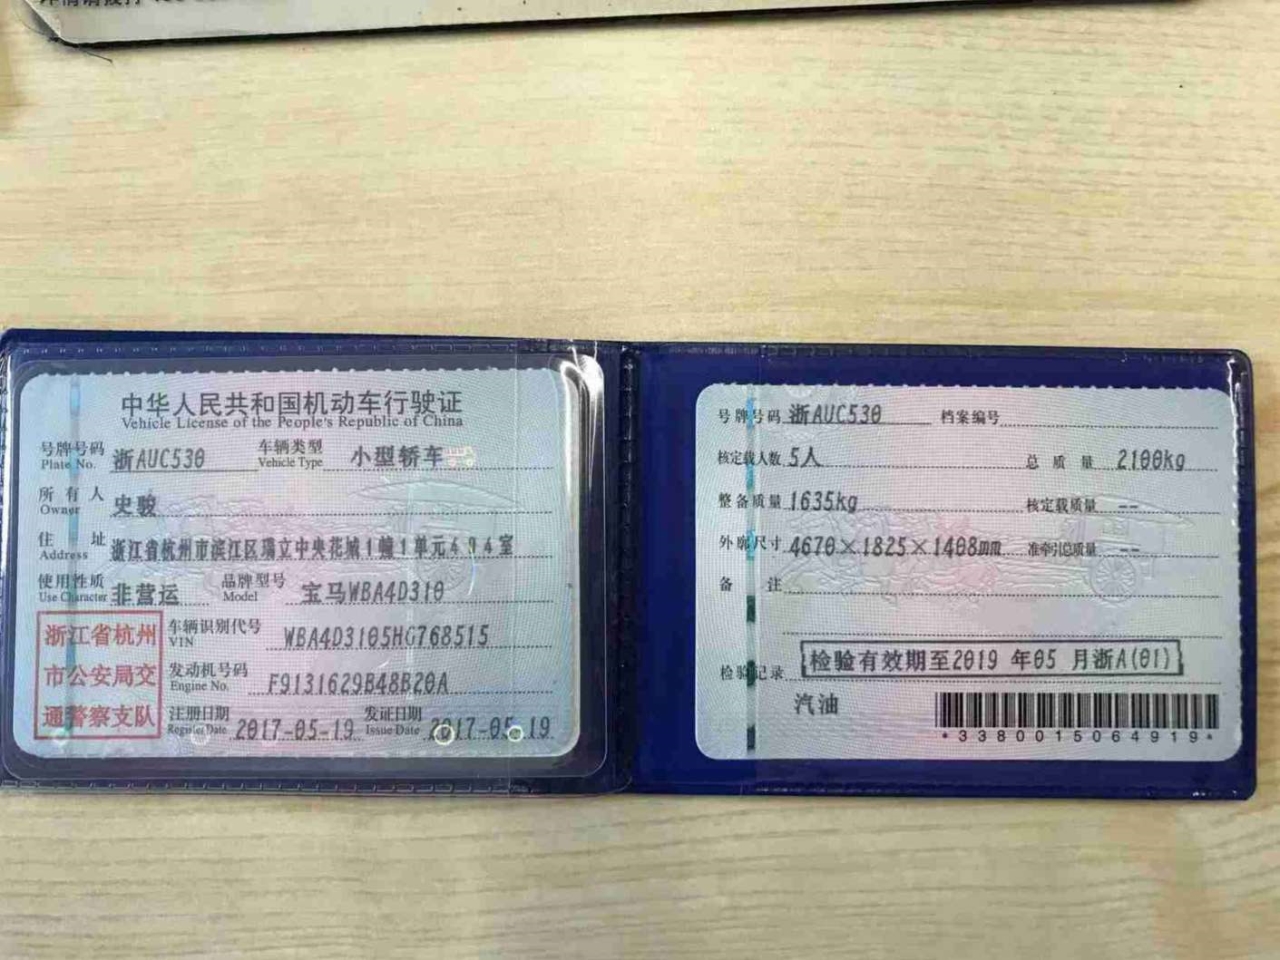 中华人民共和国机动车行驶证
Vehicle License of the People's Republic of China
号牌号码 浙AUC530 车辆类型 小型轿车
Plate No. Vehicle Type
所有人 史骏
Owner
住址 浙江省杭州市滨江区瑞立中央花城1幢1单元404室
Address
使用性质 非营运 品牌型号 宝马WBA4D310
Use Character Model
浙江省杭州
市公安局交
通警察支队
车辆识别代号 WBA4D3105HG768515
VIN
发动机号码 F9131629B48B20A
Engine No.
注册日期 2017-05-19 发证日期 2017-05-19
Register Date Issue Date
号牌号码 浙AUC530 档案编号
核定载人数 5人 总质量 2100kg
整备质量 1635kg 核定载质量 --
外廓尺寸 4670×1825×1408mm 准牵引总质量 --
备注
检验记录 检验有效期至2019 年05 月浙A(01)
汽油
*3380015064919*